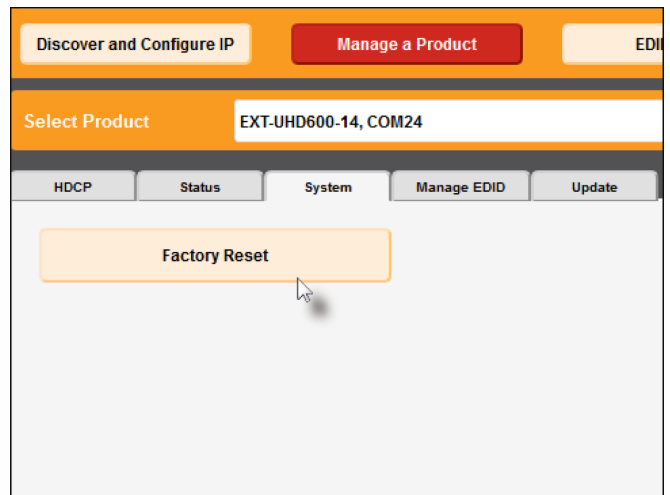 Discover and Configure IP Manage a Product EDI
Select Product EXT-UHD600-14, COM24
HDCP Status System Manage EDID Update
Factory Reset